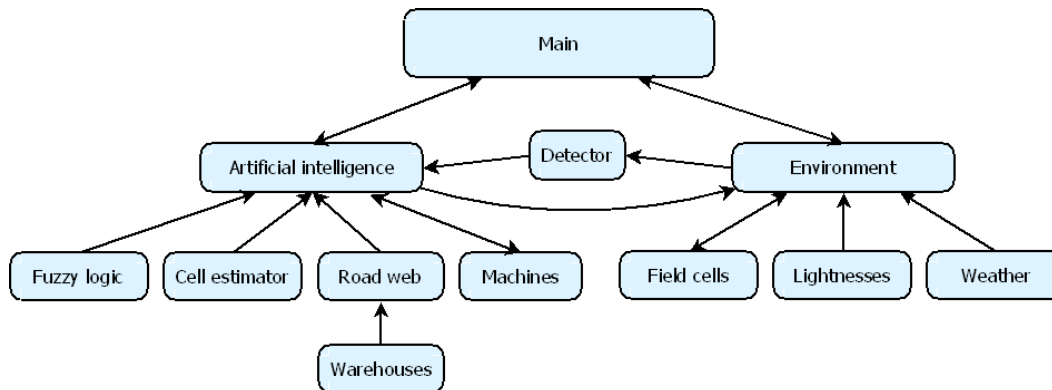 Main
Artificial intelligence
Detector
Environment
Fuzzy logic
Cell estimator
Road web
Machines
Field cells
Lightnesses
Weather
Warehouses